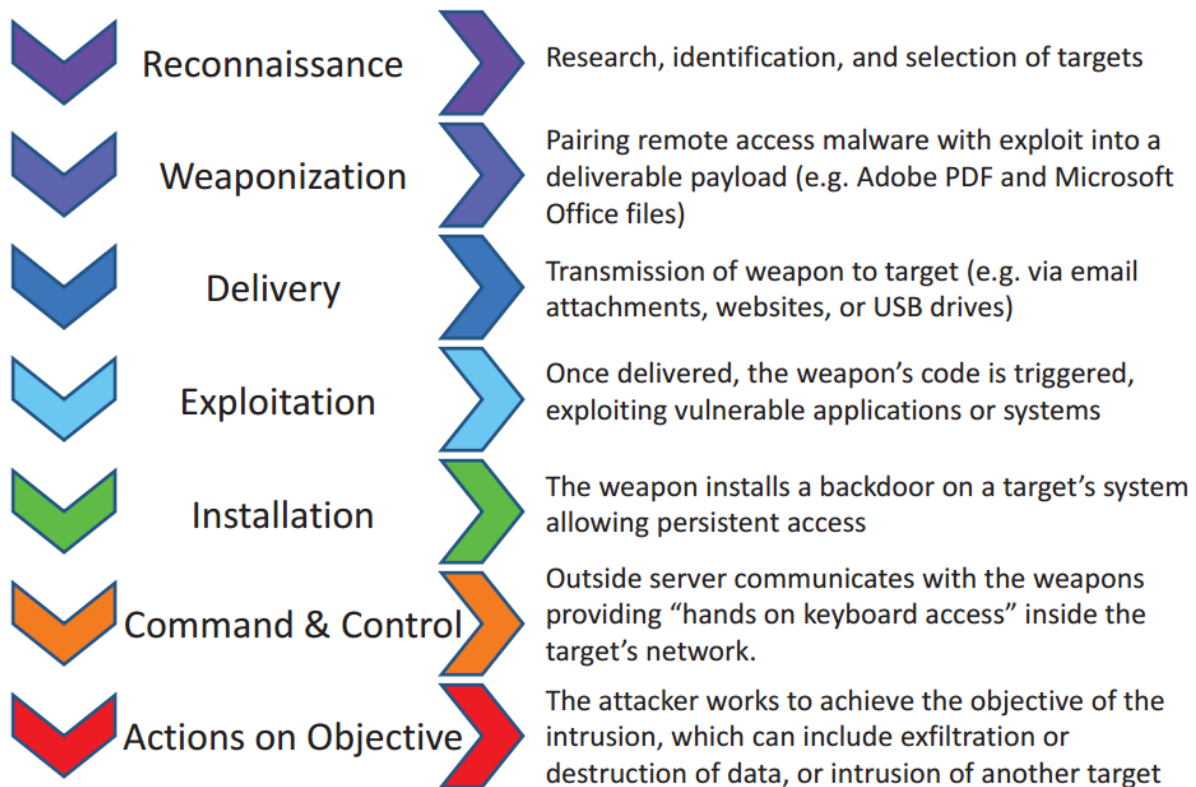 Reconnaissance
Research, identification, and selection of targets
Weaponization
Pairing remote access malware with exploit into a
deliverable payload (e.g. Adobe PDF and Microsoft
Office files)
Delivery
Transmission of weapon to target (e.g. via email
attachments, websites, or USB drives)
Exploitation
Once delivered, the weapon’s code is triggered,
exploiting vulnerable applications or systems
Installation
The weapon installs a backdoor on a target’s system
allowing persistent access
Command & Control
Outside server communicates with the weapons
providing “hands on keyboard access” inside the
target’s network.
Actions on Objective
The attacker works to achieve the objective of the
intrusion, which can include exfiltration or
destruction of data, or intrusion of another target